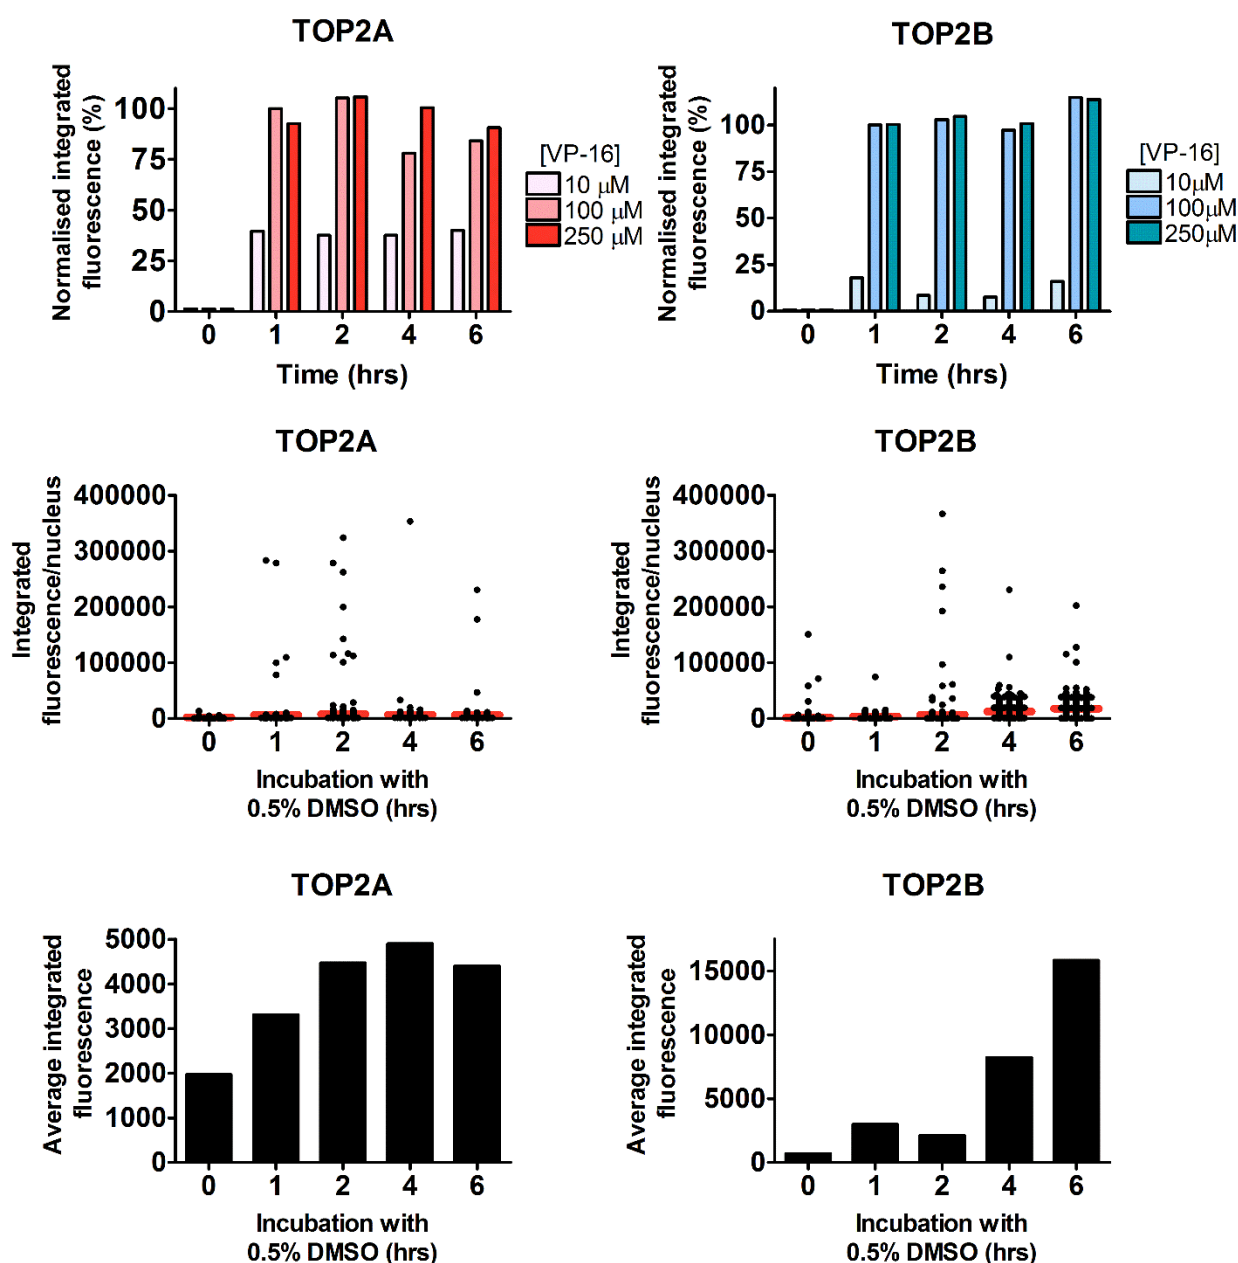 TOP2A
Normalised integrated
fluorescence (%)
100
75
50
25
0
0 1 2 4 6
Time (hrs)
[VP-16]
10 µM
100 µM
250 µM
TOP2B
Normalised integrated
fluorescence (%)
100
75
50
25
0
0 1 2 4 6
Time (hrs)
[VP-16]
10µM
100µM
250µM
TOP2A
Integrated
fluorescence/nucleus
400000
300000
200000
100000
0
0 1 2 4 6
Incubation with
0.5% DMSO (hrs)
TOP2B
Integrated
fluorescence/nucleus
400000
300000
200000
100000
0
0 1 2 4 6
Incubation with
0.5% DMSO (hrs)
TOP2A
Average integrated
fluorescence
5000
4000
3000
2000
1000
0
0 1 2 4 6
Incubation with
0.5% DMSO (hrs)
TOP2B
Average integrated
fluorescence
15000
10000
5000
0
0 1 2 4 6
Incubation with
0.5% DMSO (hrs)